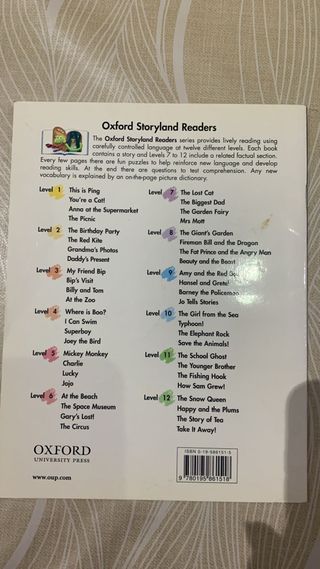 Oxford Storyland Readers
The Oxford Storyland Readers series provides lively reading using
carefully controlled language at twelve different levels. Each book
contains a story and Levels 7 to 12 include a related factual section.
Every few pages there are fun puzzles to help reinforce new language and develop
reading skills. At the end there are questions to test comprehension. Any new
vocabulary is explained by an on-the-page picture dictionary.
Level 1 This is Ping
You're a Cat!
Anna at the Supermarket
The Picnic
Level 2 The Birthday Party
The Red Kite
Grandma's Photos
Daddy's Present
Level 3 My Friend Bip
Bip's Visit
Billy and Tom
At the Zoo
Level 4 Where is Boo?
I Can Swim
Superboy
Joey the Bird
Level 5 Mickey Monkey
Charlie
Lucky
Jojo
Level 6 At the Beach
The Space Museum
Gary's Lost!
The Circus
Level 7 The Lost Cat
The Biggest Dad
The Garden Fairy
Mrs Matt
Level 8 The Giant's Garden
Fireman Bill and the Dragon
The Fat Prince and the Angry Man
Beauty and the Beast
Level 9 Amy and the Red
Hansel and Gretel
Barney the Policeman
Jo Tells Stories
Level 10 The Girl from the Sea
Typhoon!
The Elephant Rock
Save the Animals!
Level 11 The School Ghost
The Younger Brother
The Fishing Hook
How Sam Grew!
Level 12 The Snow Queen
Happy and the Plums
The Story of Tea
Take It Away!
OXFORD
UNIVERSITY PRESS
www.oup.com
ISBN 0-19-586151-5
9 780195 861518